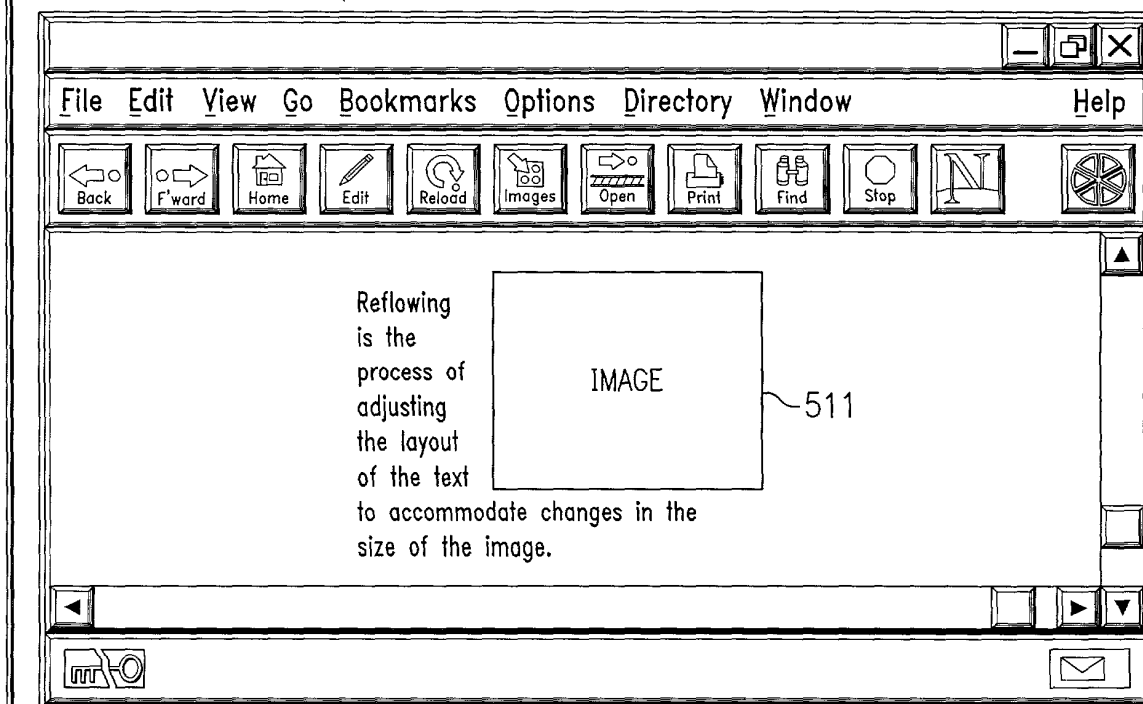 File Edit View Go Bookmarks Options Directory Window Help
Back F'ward Home Edit Reload Images Open Print Find Stop N
Reflowing
is the
process of
adjusting
the layout
of the text
to accommodate changes in the
size of the image.
IMAGE
511